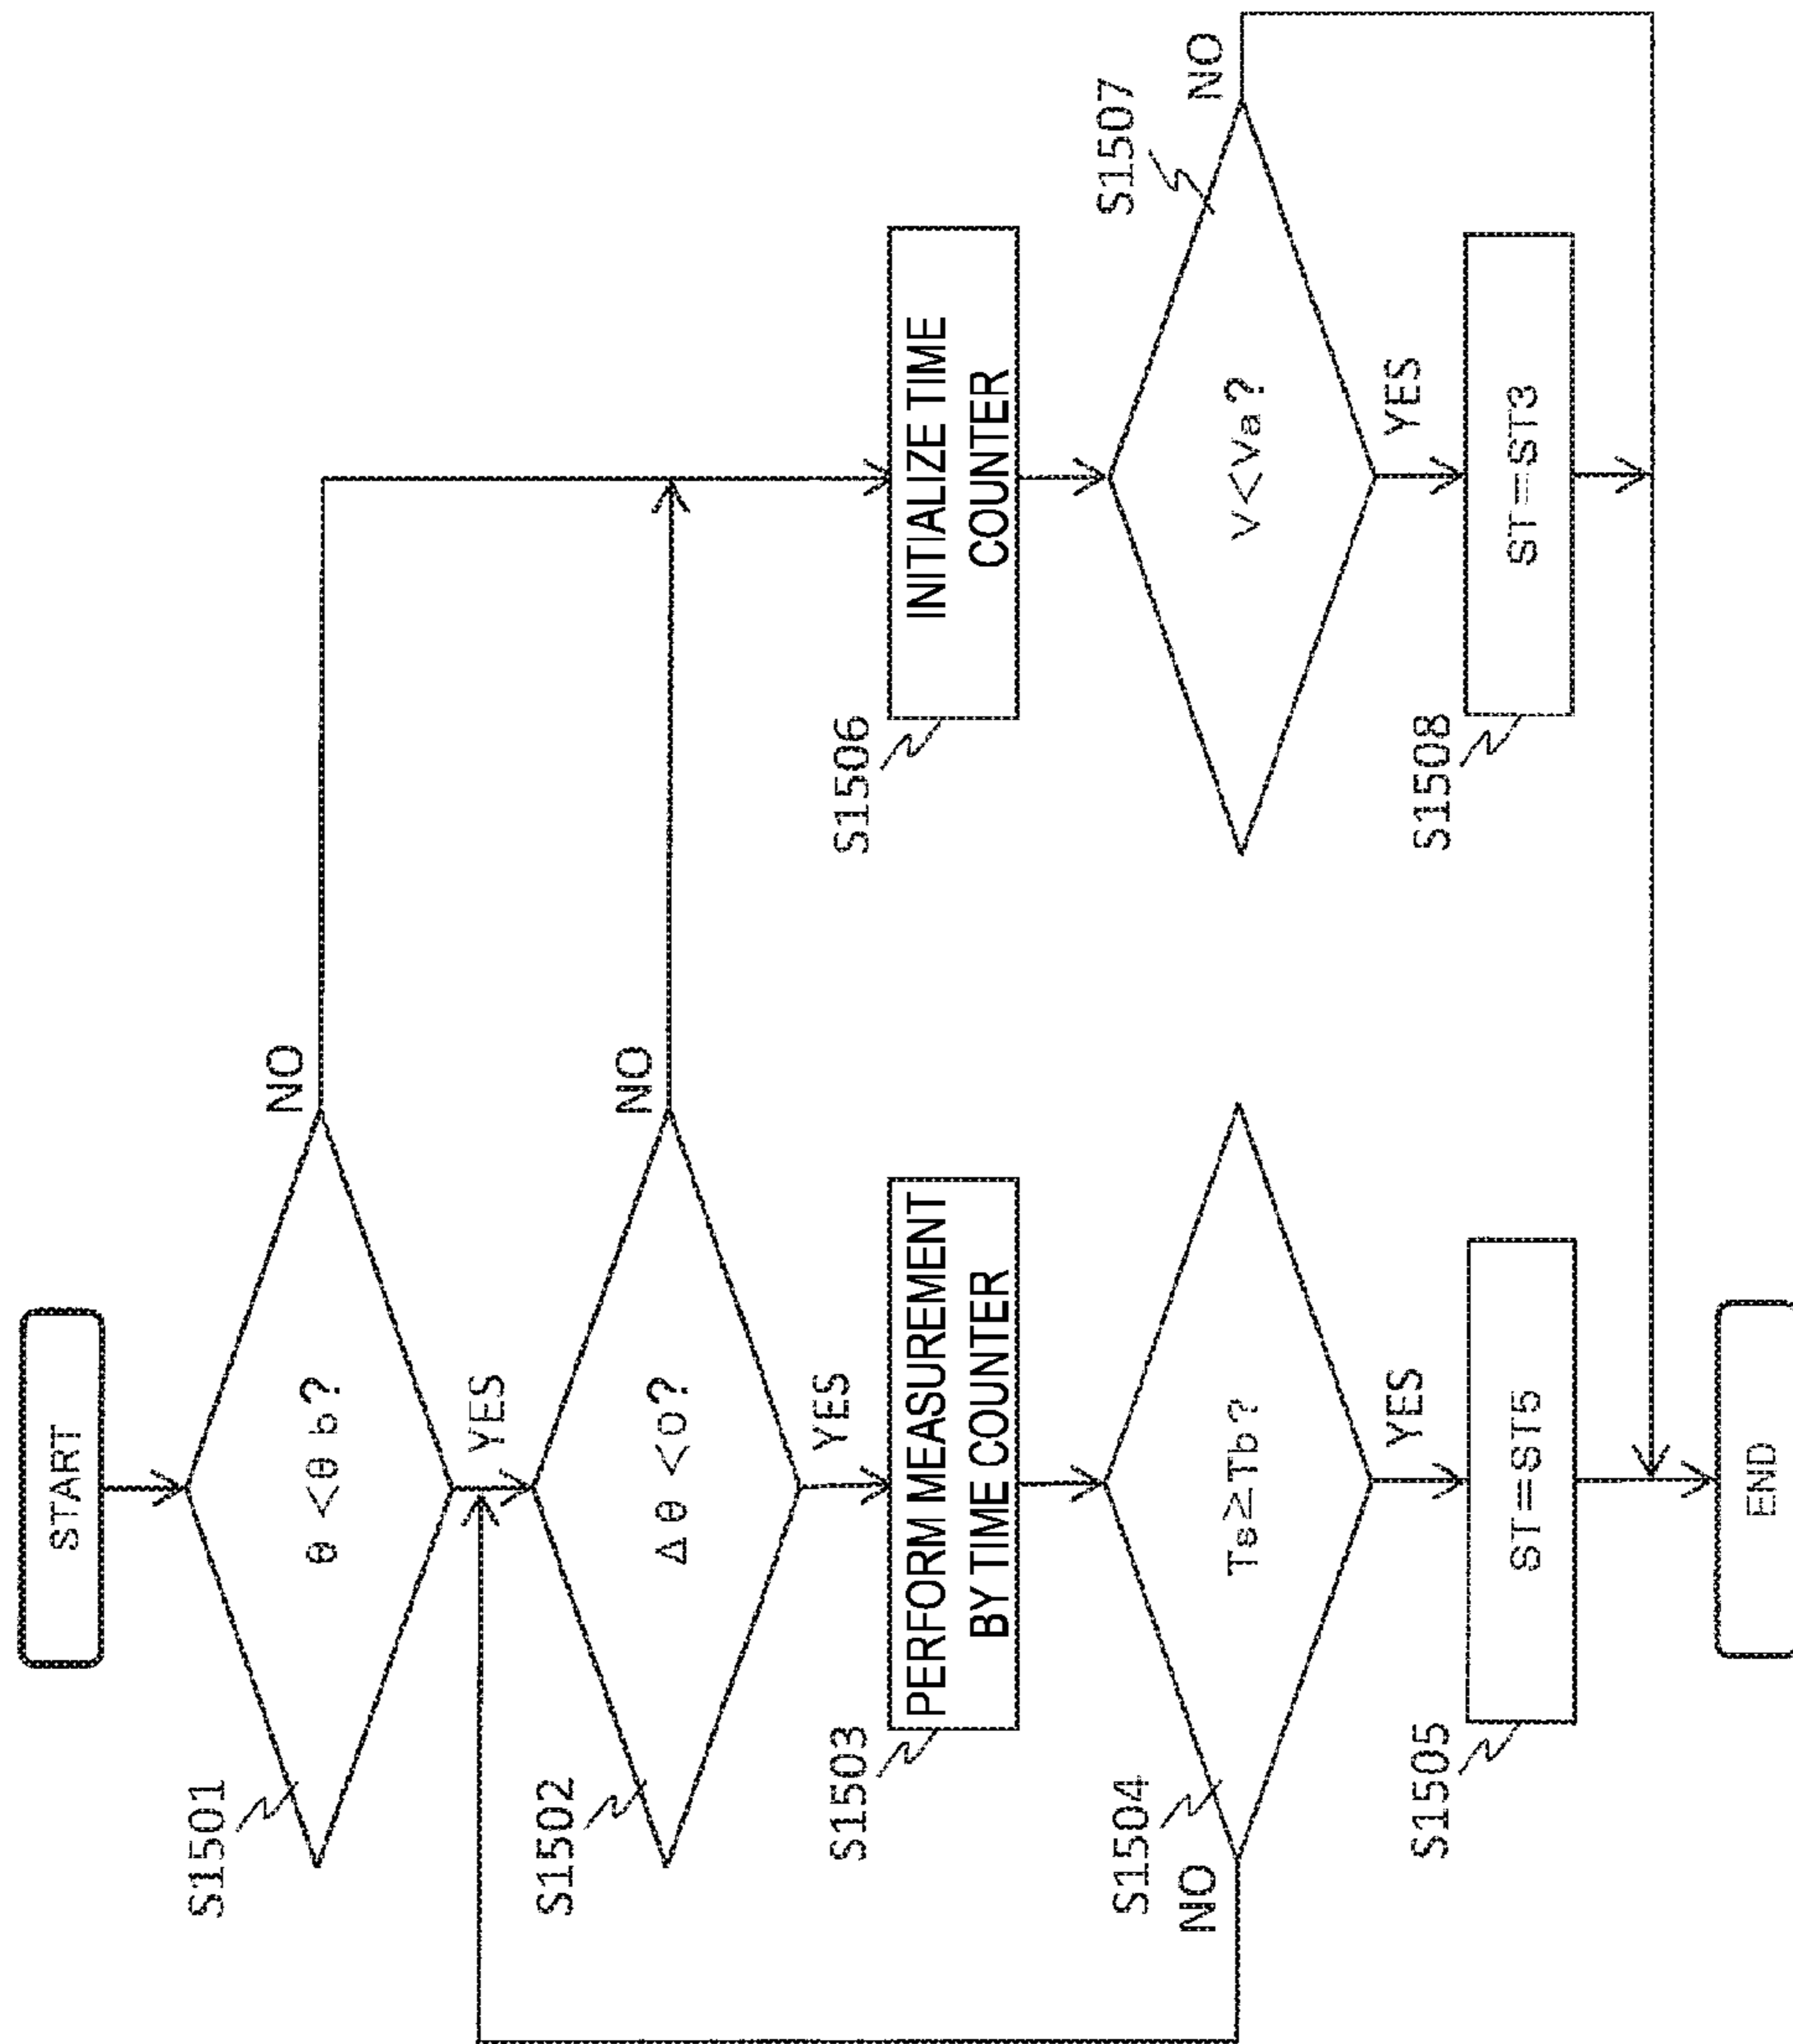 START
S1501
θ<θb?
NO
YES
S1502
Δθ<0?
NO
YES
S1503
PERFORM MEASUREMENT
BY TIME COUNTER
S1504
Ts≥Tb?
NO
YES
S1505
ST=ST5
S1506
INITIALIZE TIME
COUNTER
S1507
V<Va?
NO
YES
S1508
ST=ST3
END